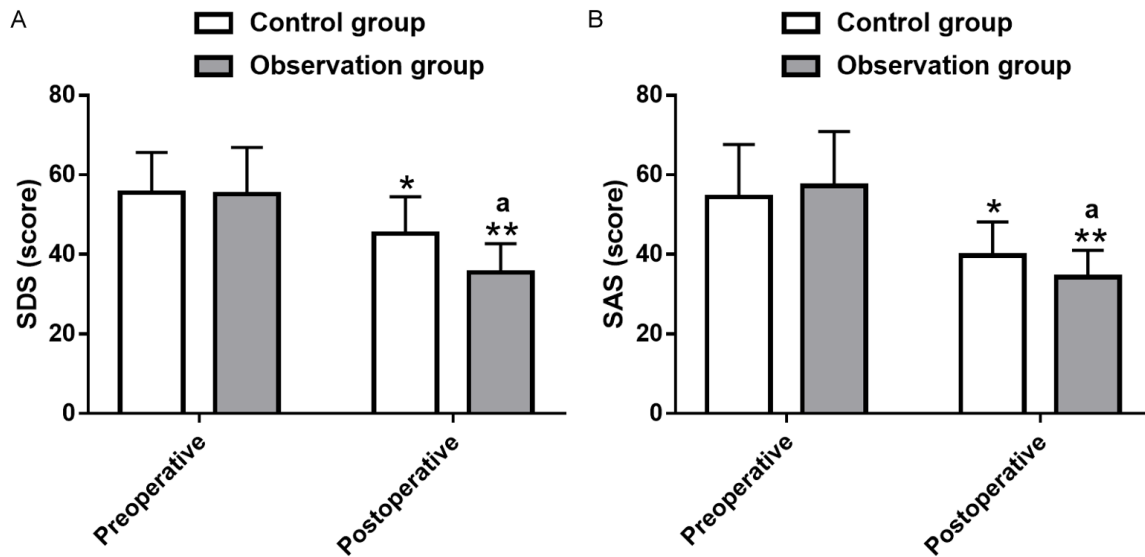 A
Control group
Observation group
SDS (score)
80
60
40
20
0
*
a
**
Preoperative
Postoperative
B
Control group
Observation group
SAS (score)
80
60
40
20
0
*
a
**
Preoperative
Postoperative